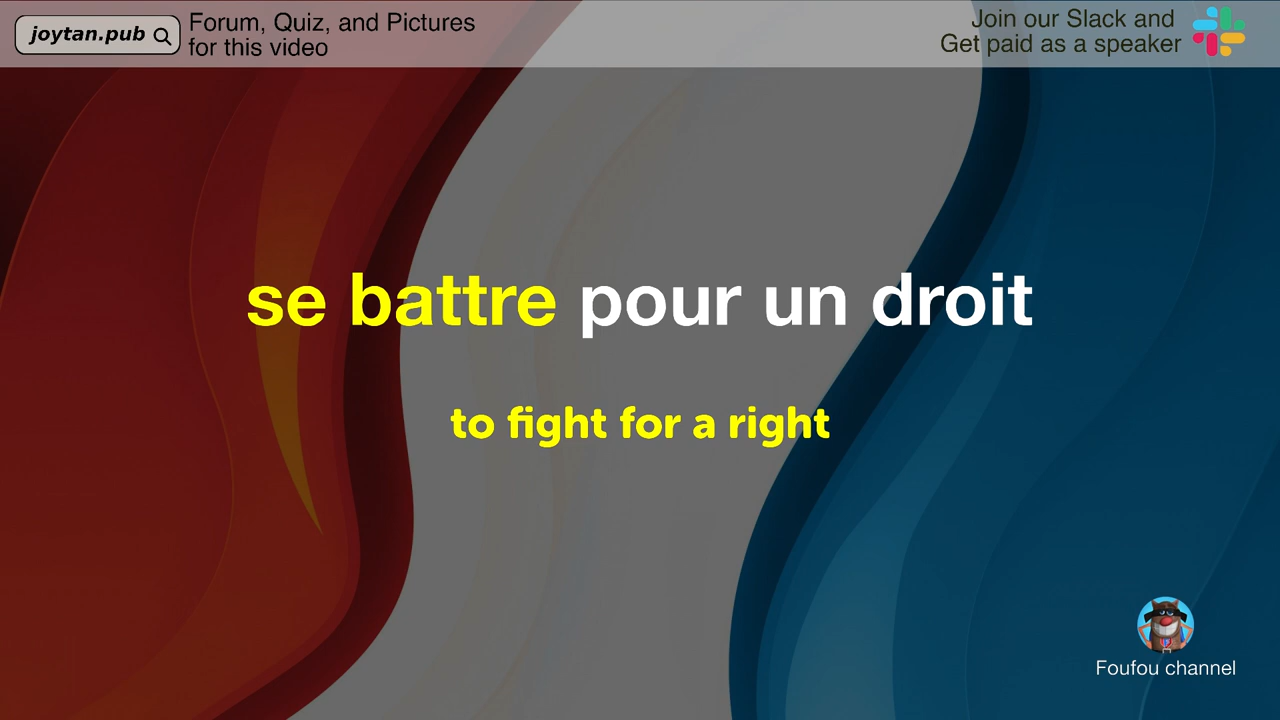 joytan.pub
Forum, Quiz, and Pictures
for this video
Join our Slack and
Get paid as a speaker
se battre pour un droit
to fight for a right
Foufou channel